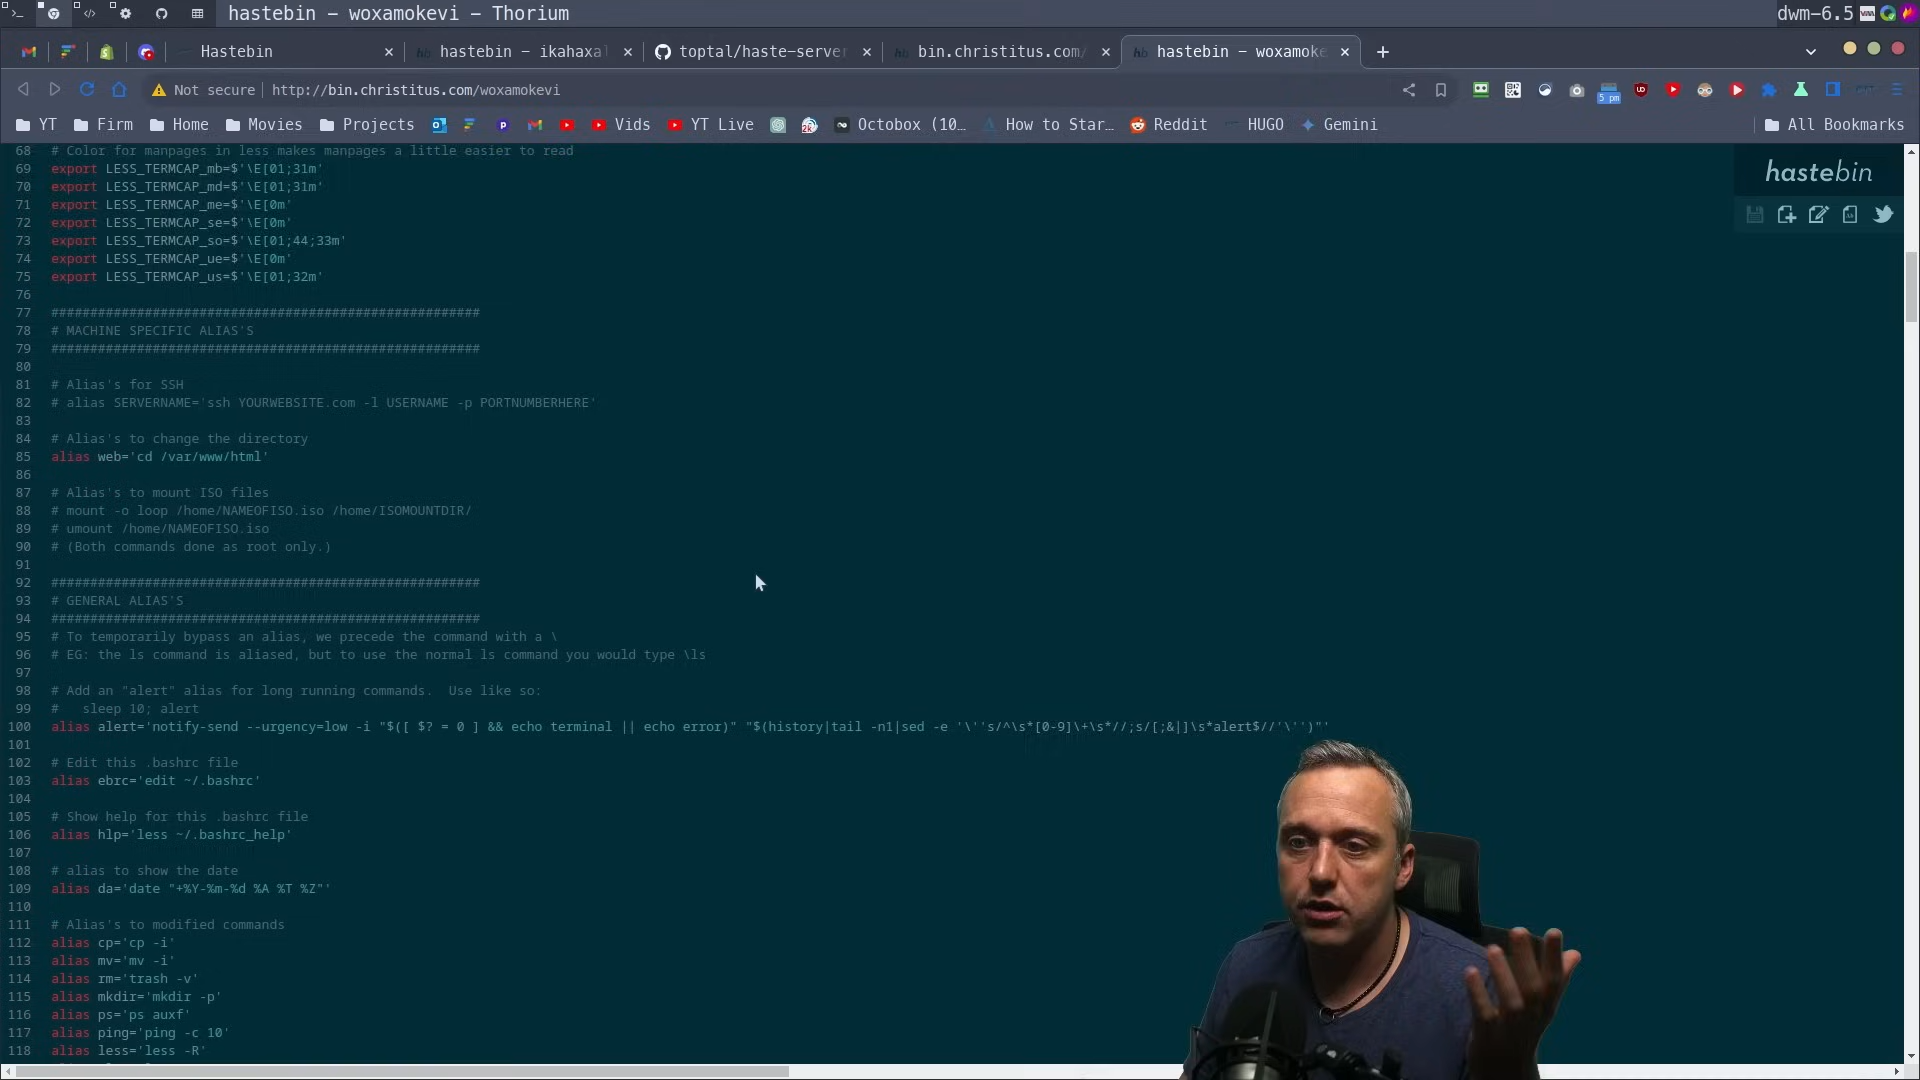 hastebin – woxamokevi – Thorium
dwm-6.5
Hastebin
hastebin – ikahaxal
toptal/haste-server
bin.christitus.com/
hastebin – woxamoke
Not secure
http://bin.christitus.com/woxamokevi
5 pm
YT
Firm
Home
Movies
Projects
Vids
YT Live
2k
Octobox (10…
How to Star…
Reddit
HUGO
Gemini
All Bookmarks
hastebin
68 # Color for manpages in less makes manpages a little easier to read
69 export LESS_TERMCAP_mb=$'\E[01;31m'
70 export LESS_TERMCAP_md=$'\E[01;31m'
71 export LESS_TERMCAP_me=$'\E[0m'
72 export LESS_TERMCAP_se=$'\E[0m'
73 export LESS_TERMCAP_so=$'\E[01;44;33m'
74 export LESS_TERMCAP_ue=$'\E[0m'
75 export LESS_TERMCAP_us=$'\E[01;32m'
76
77 #######################################################
78 # MACHINE SPECIFIC ALIAS'S
79 #######################################################
80
81 # Alias's for SSH
82 # alias SERVERNAME='ssh YOURWEBSITE.com -l USERNAME -p PORTNUMBERHERE'
83
84 # Alias's to change the directory
85 alias web='cd /var/www/html'
86
87 # Alias's to mount ISO files
88 # mount -o loop /home/NAMEOFISO.iso /home/ISOMOUNTDIR/
89 # umount /home/NAMEOFISO.iso
90 # (Both commands done as root only.)
91
92 #######################################################
93 # GENERAL ALIAS'S
94 #######################################################
95 # To temporarily bypass an alias, we precede the command with a \
96 # EG: the ls command is aliased, but to use the normal ls command you would type \ls
97
98 # Add an "alert" alias for long running commands.  Use like so:
99 #   sleep 10; alert
100 alias alert='notify-send --urgency=low -i "$([ $? = 0 ] && echo terminal || echo error)" "$(history|tail -n1|sed -e '\''s/^\s*[0-9]\+\s*//;s/[;&|]\s*alert$//'\'')"'
101
102 # Edit this .bashrc file
103 alias ebrc='edit ~/.bashrc'
104
105 # Show help for this .bashrc file
106 alias hlp='less ~/.bashrc_help'
107
108 # alias to show the date
109 alias da='date "+%Y-%m-%d %A %T %Z"'
110
111 # Alias's to modified commands
112 alias cp='cp -i'
113 alias mv='mv -i'
114 alias rm='trash -v'
115 alias mkdir='mkdir -p'
116 alias ps='ps auxf'
117 alias ping='ping -c 10'
118 alias less='less -R'